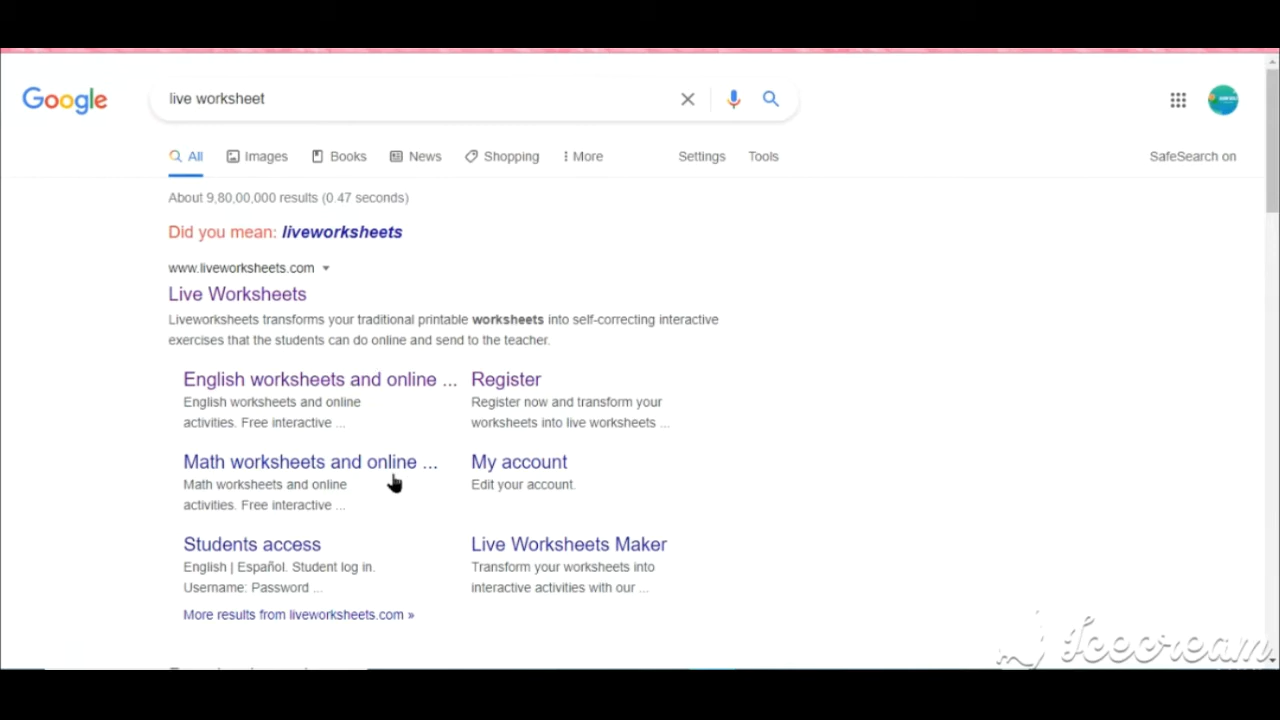 Google
live worksheet
All Images Books News Shopping More Settings Tools SafeSearch on
About 9,80,00,000 results (0.47 seconds)
Did you mean: liveworksheets
www.liveworksheets.com
Live Worksheets
Liveworksheets transforms your traditional printable worksheets into self-correcting interactive
exercises that the students can do online and send to the teacher.
English worksheets and online ...
English worksheets and online
activities. Free interactive ...
Register
Register now and transform your
worksheets into live worksheets ...
Math worksheets and online ...
Math worksheets and online
activities. Free interactive ...
My account
Edit your account.
Students access
English | Español. Student log in.
Username: Password ...
Live Worksheets Maker
Transform your worksheets into
interactive activities with our ...
More results from liveworksheets.com »
Icecream